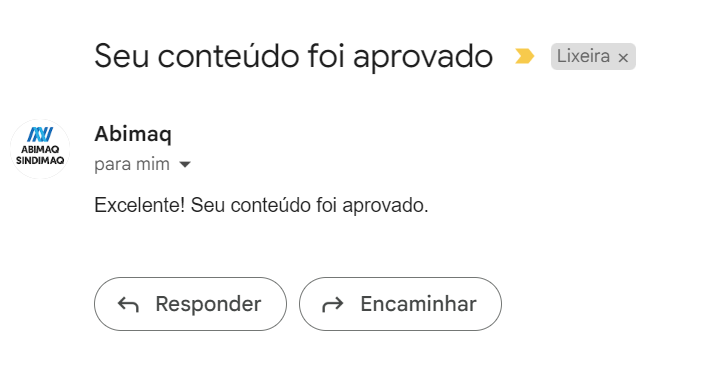 Seu conteúdo foi aprovado
Lixeira ×
ABIMAQ
SINDIMAQ
Abimaq
para mim
Excelente! Seu conteúdo foi aprovado.
Responder
Encaminhar